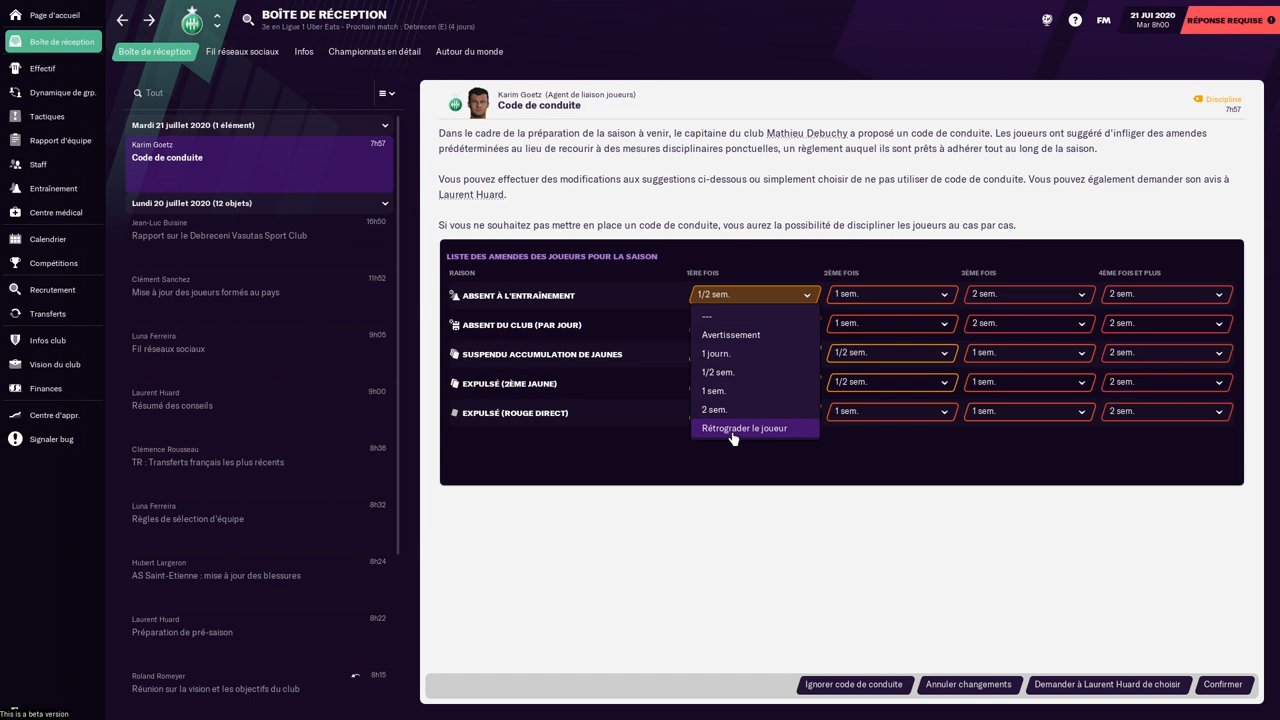 Page d'accueil
Boîte de réception
Effectif
Dynamique de grp.
Tactiques
Rapport d'équipe
Staff
Entraînement
Centre médical
Calendrier
Compétitions
Recrutement
Transferts
Infos club
Vision du club
Finances
Centre d'appr.
Signaler bug
This is a beta version
BOÎTE DE RÉCEPTION
3e en Ligue 1 Uber Eats - Prochain match : Debrecen (E) (4 jours)
? FM
21 JUI 2020
Mar 8h00
RÉPONSE REQUISE
Boîte de réception Fil réseaux sociaux Infos Championnats en détail Autour du monde
Tout
Mardi 21 juillet 2020 (1 élément)
Karim Goetz 7h57
Code de conduite
Lundi 20 juillet 2020 (12 objets)
Jean-Luc Buisine 16h50
Rapport sur le Debreceni Vasutas Sport Club
Clément Sanchez 11h52
Mise à jour des joueurs formés au pays
Luna Ferreira 9h05
Fil réseaux sociaux
Laurent Huard 9h00
Résumé des conseils
Clémence Rousseau 8h36
TR : Transferts français les plus récents
Luna Ferreira 8h32
Règles de sélection d'équipe
Hubert Largeron 8h24
AS Saint-Etienne : mise à jour des blessures
Laurent Huard 8h22
Préparation de pré-saison
Roland Romeyer 8h15
Réunion sur la vision et les objectifs du club
Karim Goetz (Agent de liaison joueurs)
Code de conduite
Discipline
7h57
Dans le cadre de la préparation de la saison à venir, le capitaine du club Mathieu Debuchy a proposé un code de conduite. Les joueurs ont suggéré d'infliger des amendes
prédéterminées au lieu de recourir à des mesures disciplinaires ponctuelles, un règlement auquel ils sont prêts à adhérer tout au long de la saison.
Vous pouvez effectuer des modifications aux suggestions ci-dessous ou simplement choisir de ne pas utiliser de code de conduite. Vous pouvez également demander son avis à
Laurent Huard.
Si vous ne souhaitez pas mettre en place un code de conduite, vous aurez la possibilité de discipliner les joueurs au cas par cas.
LISTE DES AMENDES DES JOUEURS POUR LA SAISON
RAISON 1ÈRE FOIS 2ÈME FOIS 3ÈME FOIS 4ÈME FOIS ET PLUS
ABSENT À L'ENTRAÎNEMENT 1/2 sem. 1 sem. 2 sem. 2 sem.
ABSENT DU CLUB (PAR JOUR) 1 sem. 2 sem. 2 sem.
SUSPENDU ACCUMULATION DE JAUNES 1/2 sem. 1 sem. 2 sem.
EXPULSÉ (2ÈME JAUNE) 1/2 sem. 1 sem. 2 sem.
EXPULSÉ (ROUGE DIRECT) 1 sem. 1 sem. 2 sem.
---
Avertissement
1 journ.
1/2 sem.
1 sem.
2 sem.
Rétrograder le joueur
Ignorer code de conduite Annuler changements Demander à Laurent Huard de choisir Confirmer